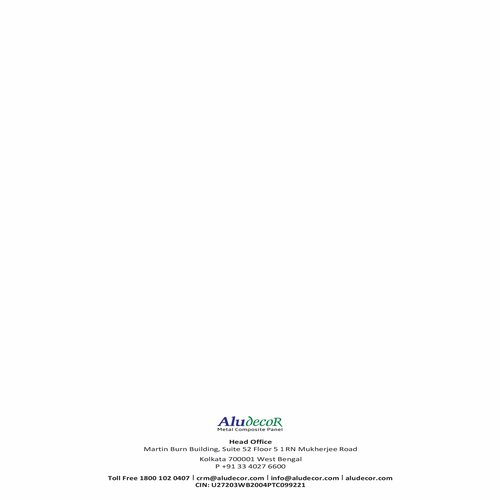 AludecoR
Metal Composite Panel
Head Office
Martin Burn Building, Suite 52 Floor 5 1 RN Mukherjee Road
Kolkata 700001 West Bengal
P +91 33 4027 6600
Toll Free 1800 102 0407 | crm@aludecor.com | info@aludecor.com | aludecor.com
CIN: U27203WB2004PTC099221